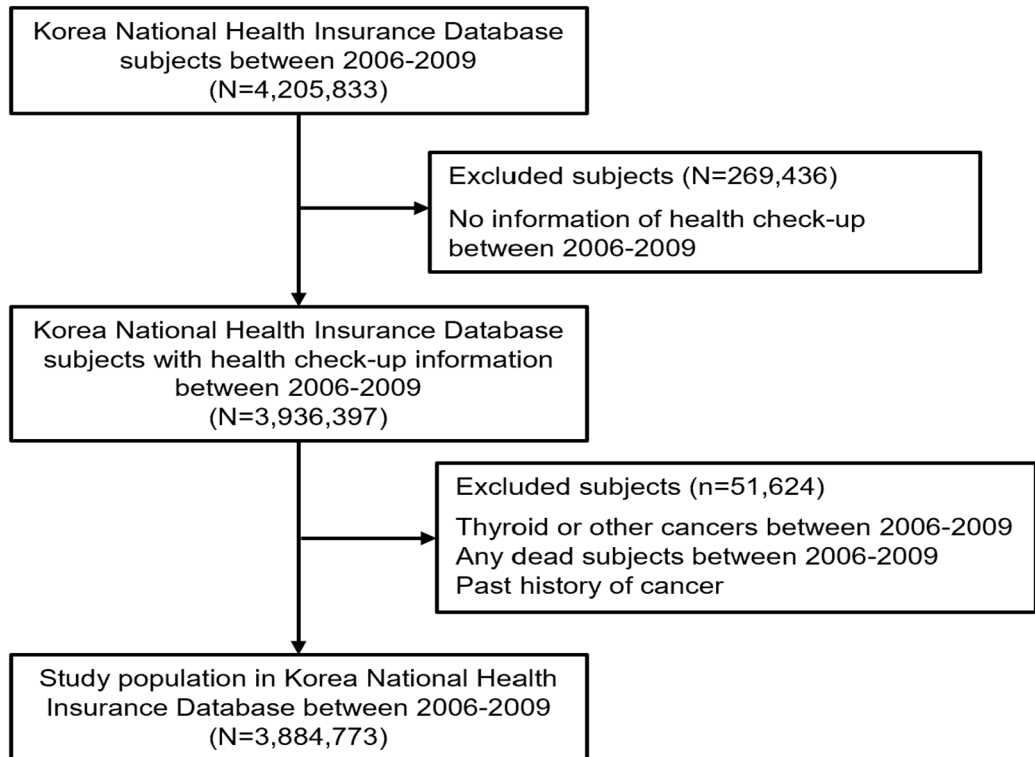 Korea National Health Insurance Database
subjects between 2006-2009
(N=4,205,833)
Excluded subjects (N=269,436)
No information of health check-up
between 2006-2009
Korea National Health Insurance Database
subjects with health check-up information
between 2006-2009
(N=3,936,397)
Excluded subjects (n=51,624)
Thyroid or other cancers between 2006-2009
Any dead subjects between 2006-2009
Past history of cancer
Study population in Korea National Health
Insurance Database between 2006-2009
(N=3,884,773)